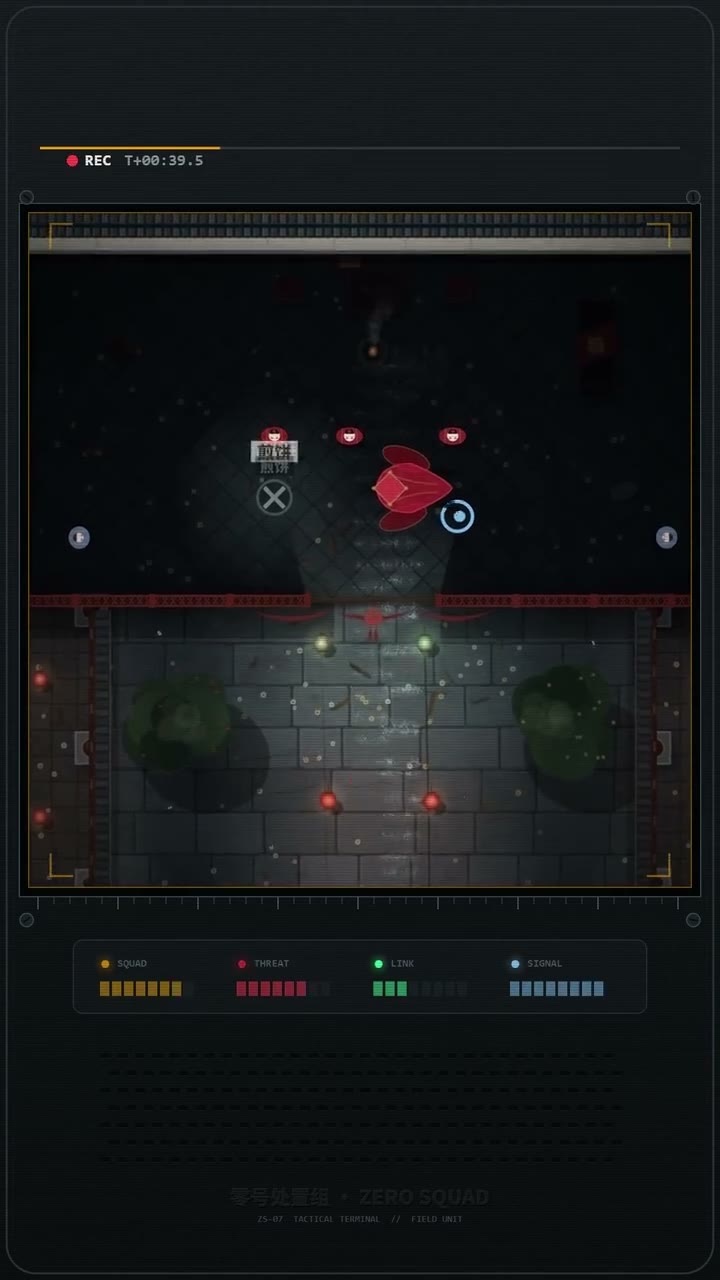 REC T+00:39.5
煎饼
煎饼
SQUAD THREAT LINK SIGNAL
零号处置组 · ZERO SQUAD
ZS-07 TACTICAL TERMINAL // FIELD UNIT